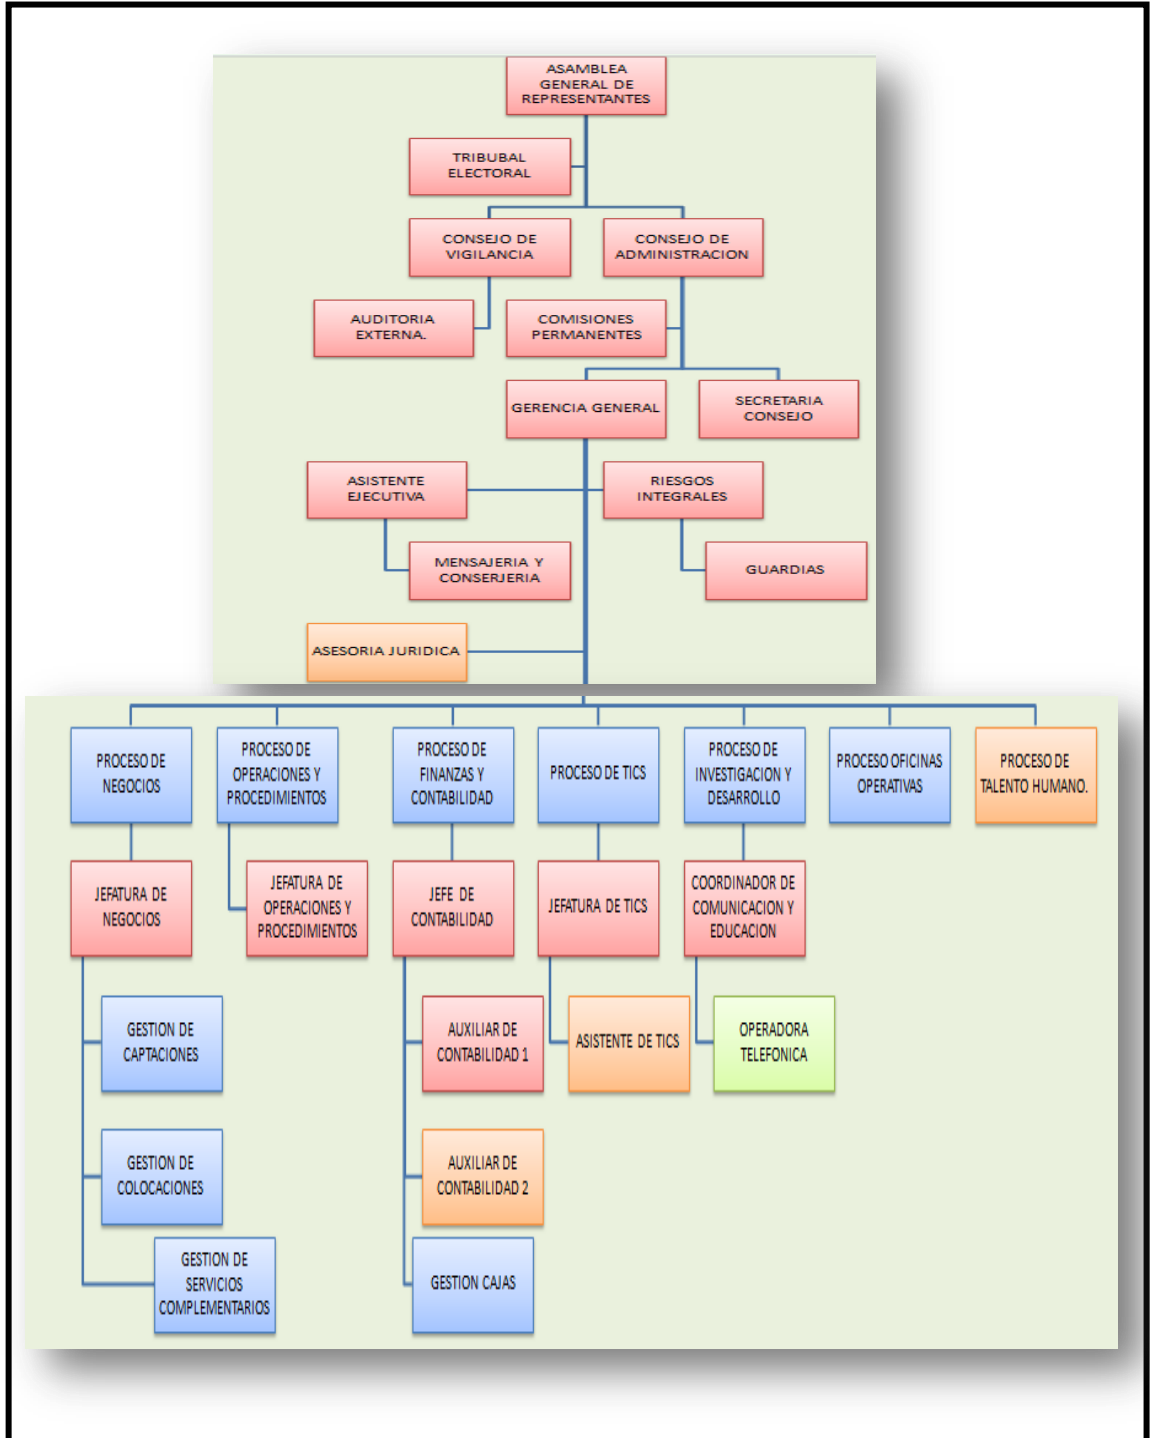 ASAMBLEA
GENERAL DE
REPRESENTANTES
TRIBUBAL
ELECTORAL
CONSEJO DE
VIGILANCIA
CONSEJO DE
ADMINISTRACION
AUDITORIA
EXTERNA.
COMISIONES
PERMANENTES
GERENCIA GENERAL
SECRETARIA
CONSEJO
ASISTENTE
EJECUTIVA
RIESGOS
INTEGRALES
MENSAJERIA Y
CONSERJERIA
GUARDIAS
ASESORIA JURIDICA
PROCESO DE
NEGOCIOS
PROCESO DE
OPERACIONES Y
PROCEDIMIENTOS
PROCESO DE
FINANZAS Y
CONTABILIDAD
PROCESO DE TICS
PROCESO DE
INVESTIGACION Y
DESARROLLO
PROCESO OFICINAS
OPERATIVAS
PROCESO DE
TALENTO HUMANO.
JEFATURA DE
NEGOCIOS
JEFATURA DE
OPERACIONES Y
PROCEDIMIENTOS
JEFE DE
CONTABILIDAD
JEFATURA DE TICS
COORDINADOR DE
COMUNICACION Y
EDUCACION
GESTION DE
CAPTACIONES
AUXILIAR DE
CONTABILIDAD 1
ASISTENTE DE TICS
OPERADORA
TELEFONICA
GESTION DE
COLOCACIONES
AUXILIAR DE
CONTABILIDAD 2
GESTION DE
SERVICIOS
COMPLEMENTARIOS
GESTION CAJAS